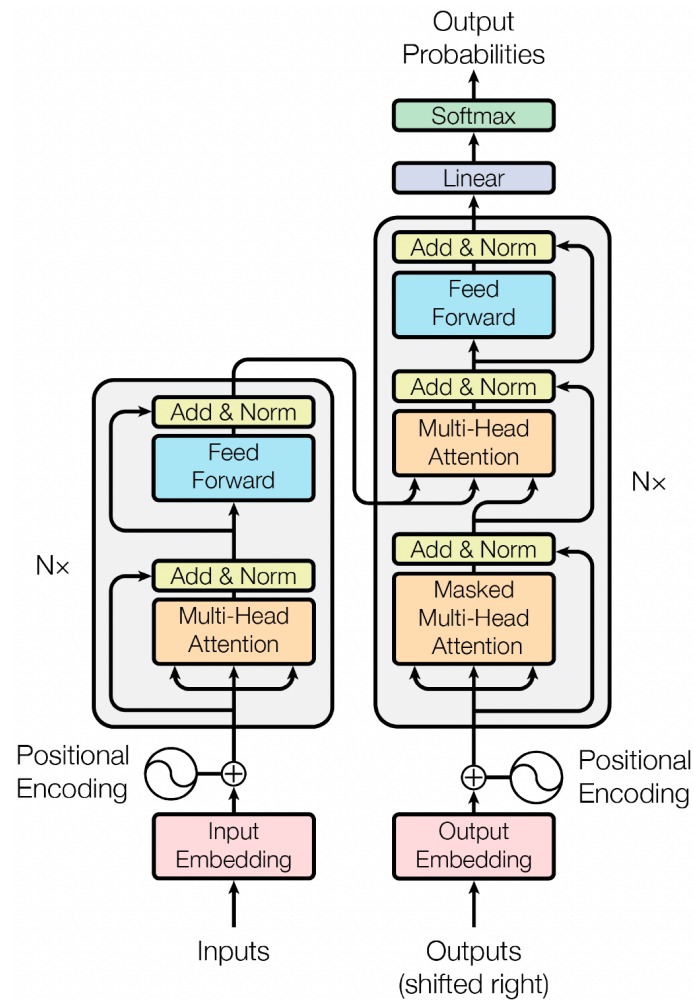 Output
Probabilities
Softmax
Linear
Add & Norm
Feed
Forward
Add & Norm
Multi-Head
Attention
Add & Norm
Masked
Multi-Head
Attention
N×
Add & Norm
Feed
Forward
Add & Norm
Multi-Head
Attention
N×
Positional
Encoding
Positional
Encoding
Input
Embedding
Output
Embedding
Inputs
Outputs
(shifted right)